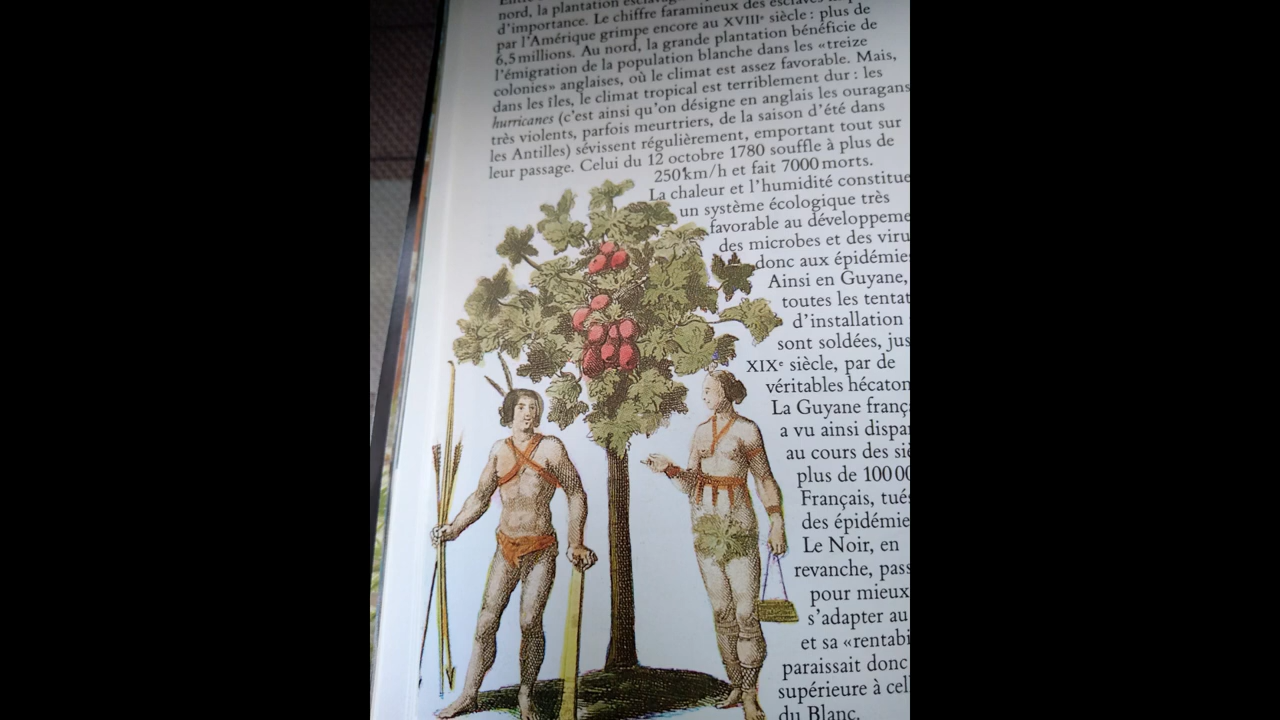 nord, la plantation
d'importance. Le chiffre faramineux des esclaves
par l'Amérique grimpe encore au XVIIIe siècle : plus de
6,5 millions. Au nord, la grande plantation bénéficie de
l'émigration de la population blanche dans les «treize
colonies» anglaises, où le climat est assez favorable. Mais,
dans les îles, le climat tropical est terriblement dur : les
hurricanes (c'est ainsi qu'on désigne en anglais les ouragans
très violents, parfois meurtriers, de la saison d'été dans
les Antilles) sévissent régulièrement, emportant tout sur
leur passage. Celui du 12 octobre 1780 souffle à plus de
250 km/h et fait 7000 morts.
La chaleur et l'humidité constitue
un système écologique très
favorable au développeme
des microbes et des viru
donc aux épidémie
Ainsi en Guyane,
toutes les tentat
d'installation
sont soldées, jus
XIXe siècle, par de
véritables hécatom
La Guyane franç
a vu ainsi dispa
au cours des siè
plus de 100 00
Français, tués
des épidémie
Le Noir, en
revanche, pass
pour mieux
s'adapter au
et sa «rentabi
paraissait donc
supérieure à cel
du Blanc.